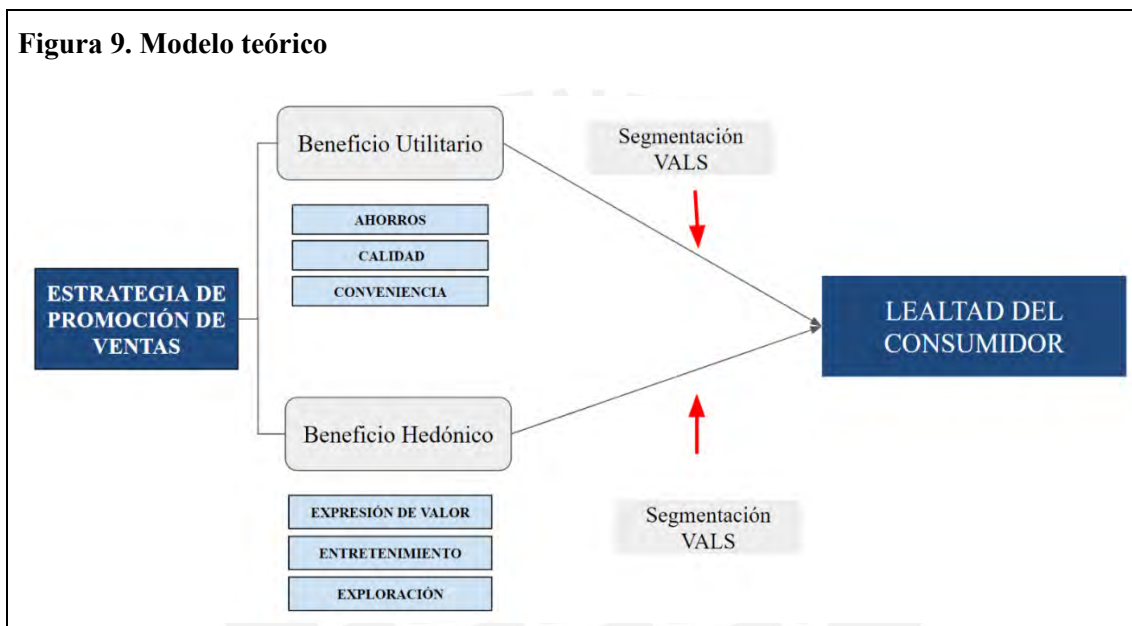 Figura 9. Modelo teórico
Beneficio Utilitario
AHORROS
CALIDAD
CONVENIENCIA
Segmentación
VALS
ESTRATEGIA DE
PROMOCIÓN DE
VENTAS
LEALTAD DEL
CONSUMIDOR
Beneficio Hedónico
EXPRESIÓN DE VALOR
ENTRETENIMIENTO
EXPLORACIÓN
Segmentación
VALS